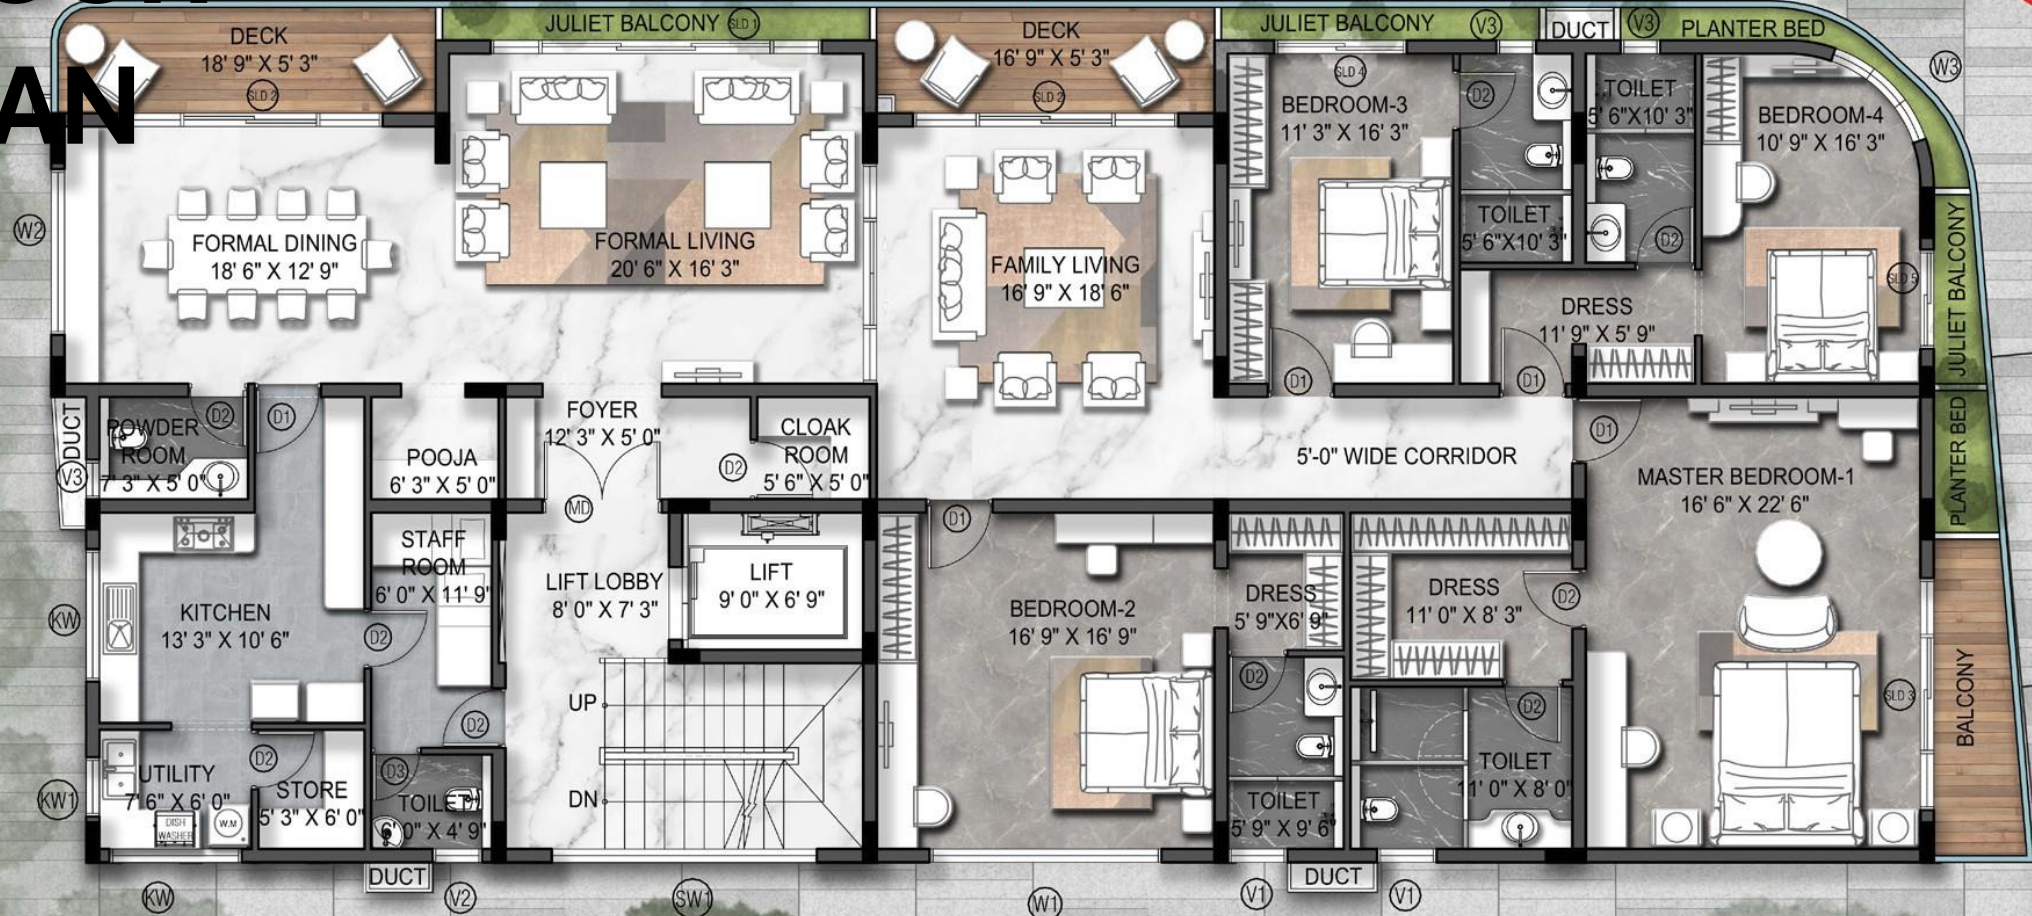 AN
DECK
18' 9" X 5' 3"
SLD 2
JULIET BALCONY
SLD 1
DECK
16' 9" X 5' 3"
SLD 2
JULIET BALCONY
V3
DUCT
V3
PLANTER BED
W3
W2
FORMAL DINING
18' 6" X 12' 9"
FORMAL LIVING
20' 6" X 16' 3"
FAMILY LIVING
16' 9" X 18' 6"
SLD 4
BEDROOM-3
11' 3" X 16' 3"
D2
TOILET
5' 6"X10' 3"
TOILET
5' 6"X10' 3"
D2
BEDROOM-4
10' 9" X 16' 3"
SLD 5
JULIET BALCONY
DRESS
11' 9" X 5' 9"
D1
D1
DUCT
V3
POWDER
ROOM
7' 3" X 5' 0"
D2
D1
POOJA
6' 3" X 5' 0"
FOYER
12' 3" X 5' 0"
MD
D2
CLOAK
ROOM
5' 6" X 5' 0"
5'-0" WIDE CORRIDOR
D1
MASTER BEDROOM-1
16' 6" X 22' 6"
PLANTER BED
KW
KITCHEN
13' 3" X 10' 6"
STAFF
ROOM
6' 0" X 11' 9"
D2
D2
LIFT LOBBY
8' 0" X 7' 3"
LIFT
9' 0" X 6' 9"
D1
BEDROOM-2
16' 9" X 16' 9"
DRESS
5' 9"X6' 9"
D2
DRESS
11' 0" X 8' 3"
D2
D2
SLD 3
BALCONY
UP
DN
KW1
UTILITY
7' 6" X 6' 0"
DISH
WASHER
W.M
D2
STORE
5' 3" X 6' 0"
D3
TOILET
6' 0" X 4' 9"
TOILET
5' 9" X 9' 6"
TOILET
11' 0" X 8' 0"
KW
DUCT
V2
SW1
W1
V1
DUCT
V1